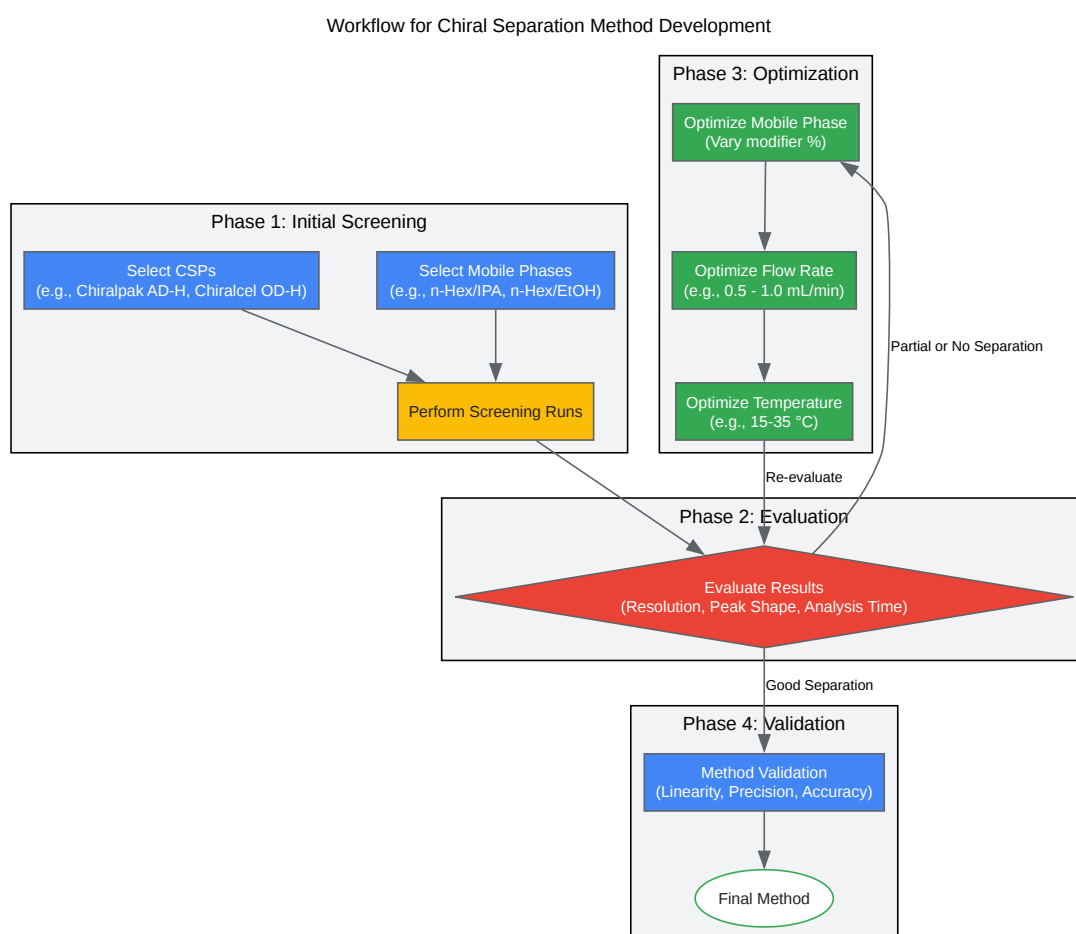 Workflow for Chiral Separation Method Development
Phase 1: Initial Screening
Select CSPs
(e.g., Chiralpak AD-H, Chiralcel OD-H)
Select Mobile Phases
(e.g., n-Hex/IPA, n-Hex/EtOH)
Perform Screening Runs
Phase 3: Optimization
Optimize Mobile Phase
(Vary modifier %)
Optimize Flow Rate
(e.g., 0.5 - 1.0 mL/min)
Optimize Temperature
(e.g., 15-35 °C)
Partial or No Separation
Re-evaluate
Phase 2: Evaluation
Evaluate Results
(Resolution, Peak Shape, Analysis Time)
Good Separation
Phase 4: Validation
Method Validation
(Linearity, Precision, Accuracy)
Final Method